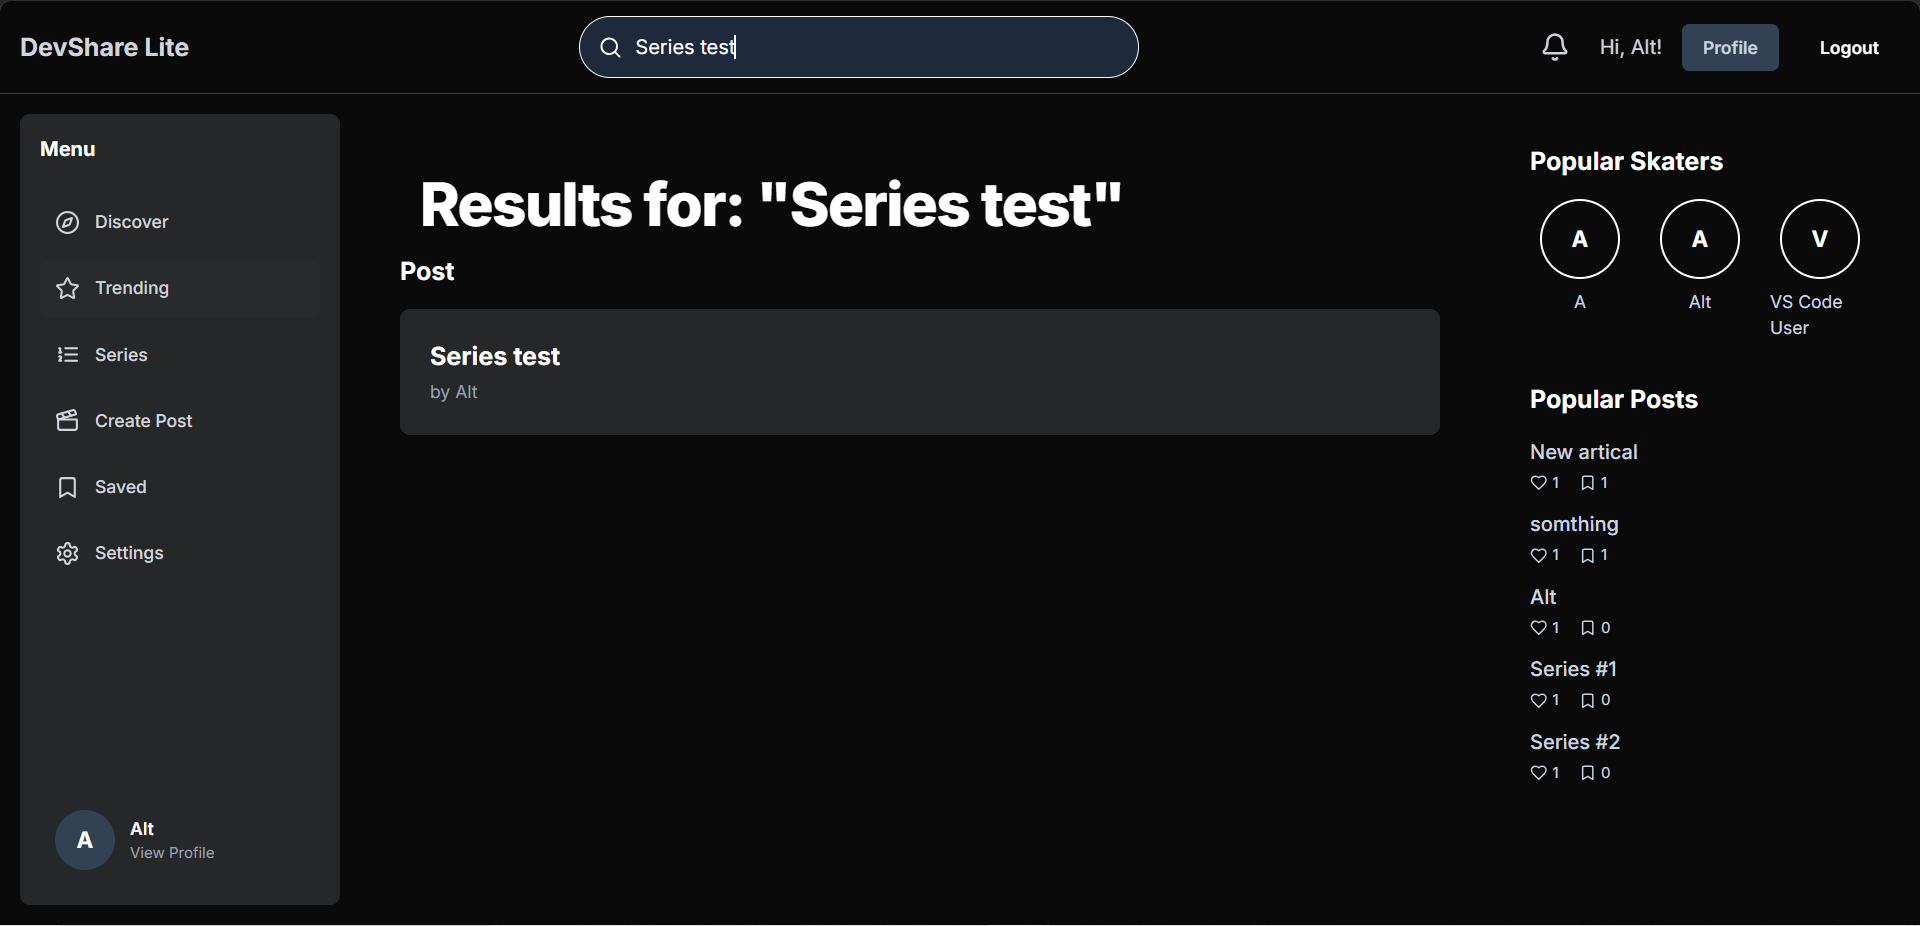 DevShare Lite
Series test
Hi, Alt!
Profile
Logout
Menu
Discover
Trending
Series
Create Post
Saved
Settings
A
Alt
View Profile
Results for: "Series test"
Post
Series test
by Alt
Popular Skaters
A
A
V
A
Alt
VS Code
User
Popular Posts
New artical
1 1
somthing
1 1
Alt
1 0
Series #1
1 0
Series #2
1 0